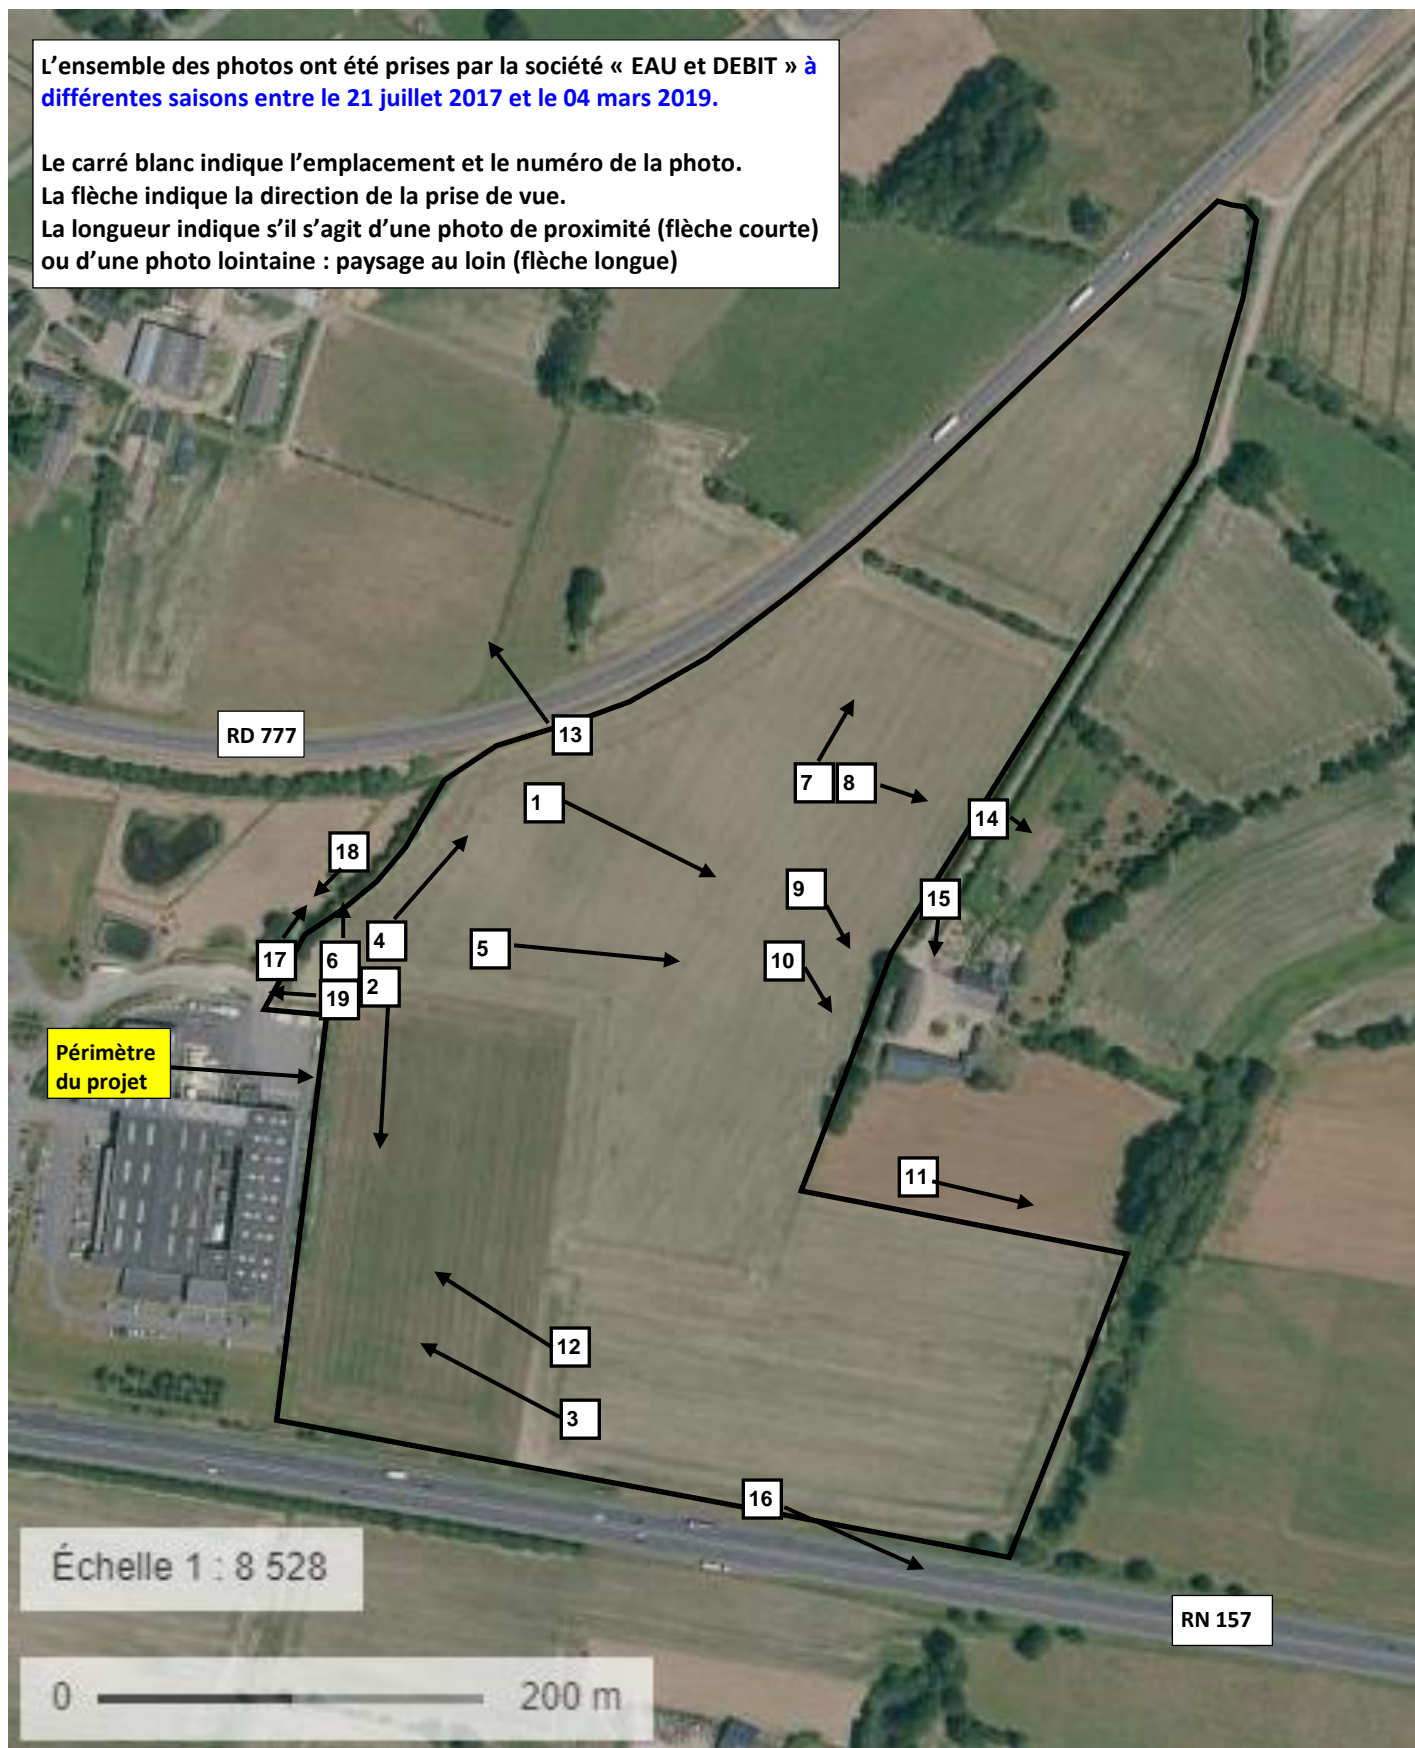 L'ensemble des photos ont été prises par la société « EAU et DEBIT » à
différentes saisons entre le 21 juillet 2017 et le 04 mars 2019.
Le carré blanc indique l'emplacement et le numéro de la photo.
La flèche indique la direction de la prise de vue.
La longueur indique s'il s'agit d'une photo de proximité (flèche courte)
ou d'une photo lointaine : paysage au loin (flèche longue)
RD 777
13
7
8
1
14
18
9
15
4
5
17
6
10
2
19
Périmètre
du projet
11
12
3
16
Échelle 1 : 8 528
RN 157
0
200 m